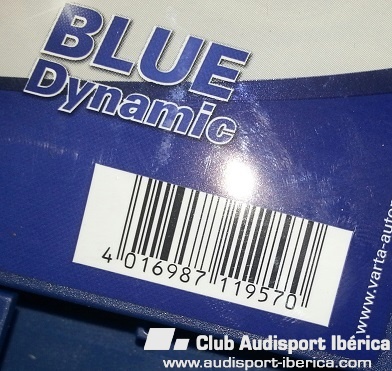 BLUE
Dynamic
4 016987 119570
www.varta-auto
Club Audisport Ibérica
www.audisport-iberica.com